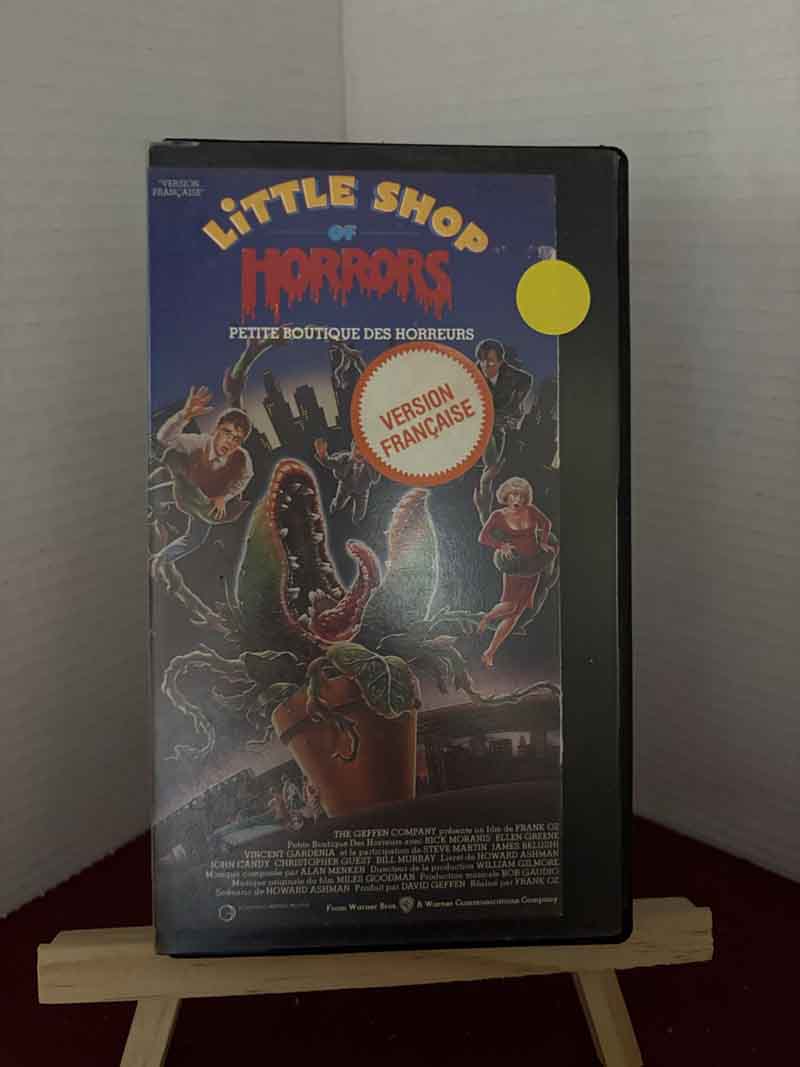 "VERSION
FRANÇAISE"
LiTTLE SHOP
OF
HORRORS
PETITE BOUTIQUE DES HORREURS
VERSION
FRANÇAISE
THE GEFFEN COMPANY présente un film de FRANK OZ
Petite Boutique Des Horreurs avec RICK MORANIS ELLEN GREENE
VINCENT GARDENIA et la participation de STEVE MARTIN JAMES BELUSHI
JOHN CANDY CHRISTOPHER GUEST BILL MURRAY Livret de HOWARD ASHMAN
Musique composée par ALAN MENKEN Directeur de la production WILLIAM GILMORE
Musique originale du film MILES GOODMAN Production musicale BOB GAUDIO
Scénario de HOWARD ASHMAN Produit par DAVID GEFFEN Réalisé par FRANK OZ
From Warner Bros. A Warner Communications Company